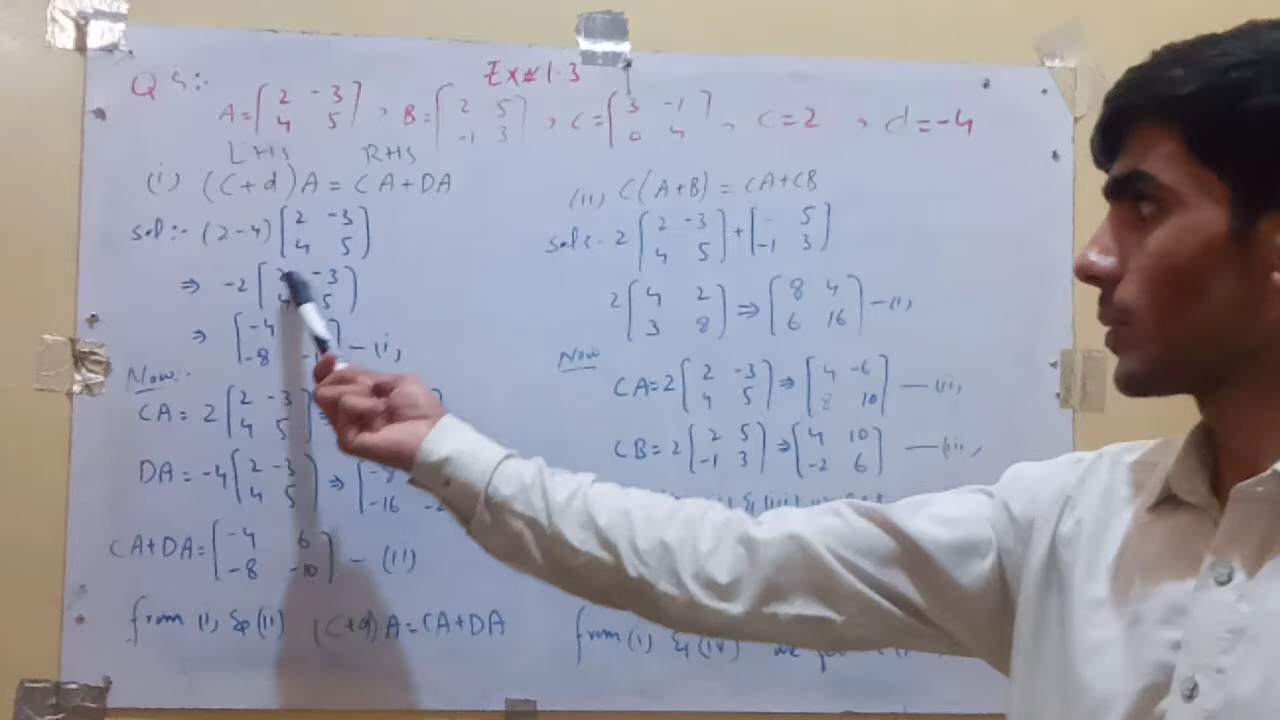 Ex # 1.3
Q 5:-
A = [2 -3 4 5], B = [2 5 -1 3], C = [3 -1 0 4], c = 2, d = -4
LHS RHS
(i) (C+d)A = CA+DA
sol:- (2-4) [2 -3 4 5]
⇒ -2 [2 -3 5]
⇒ [-4 -8] — (i)
Now:-
CA = 2 [2 -3 4 5]
DA = -4 [2 -3 4 5] ⇒ [-8 -16
CA+DA = [-4 6 -8 -10] — (ii)
from (i) & (ii) (C+d)A = CA+DA
(ii) C(A+B) = CA+CB
sol:- 2 [2 -3 4 5] + [5 -1 3]
2 [4 2 3 8] ⇒ [8 4 6 16] — (i)
Now
CA = 2 [2 -3 4 5] ⇒ [4 -6 8 10] — (ii)
CB = 2 [2 5 -1 3] ⇒ [4 10 -2 6] — (iii)
from (i) & (iv) we